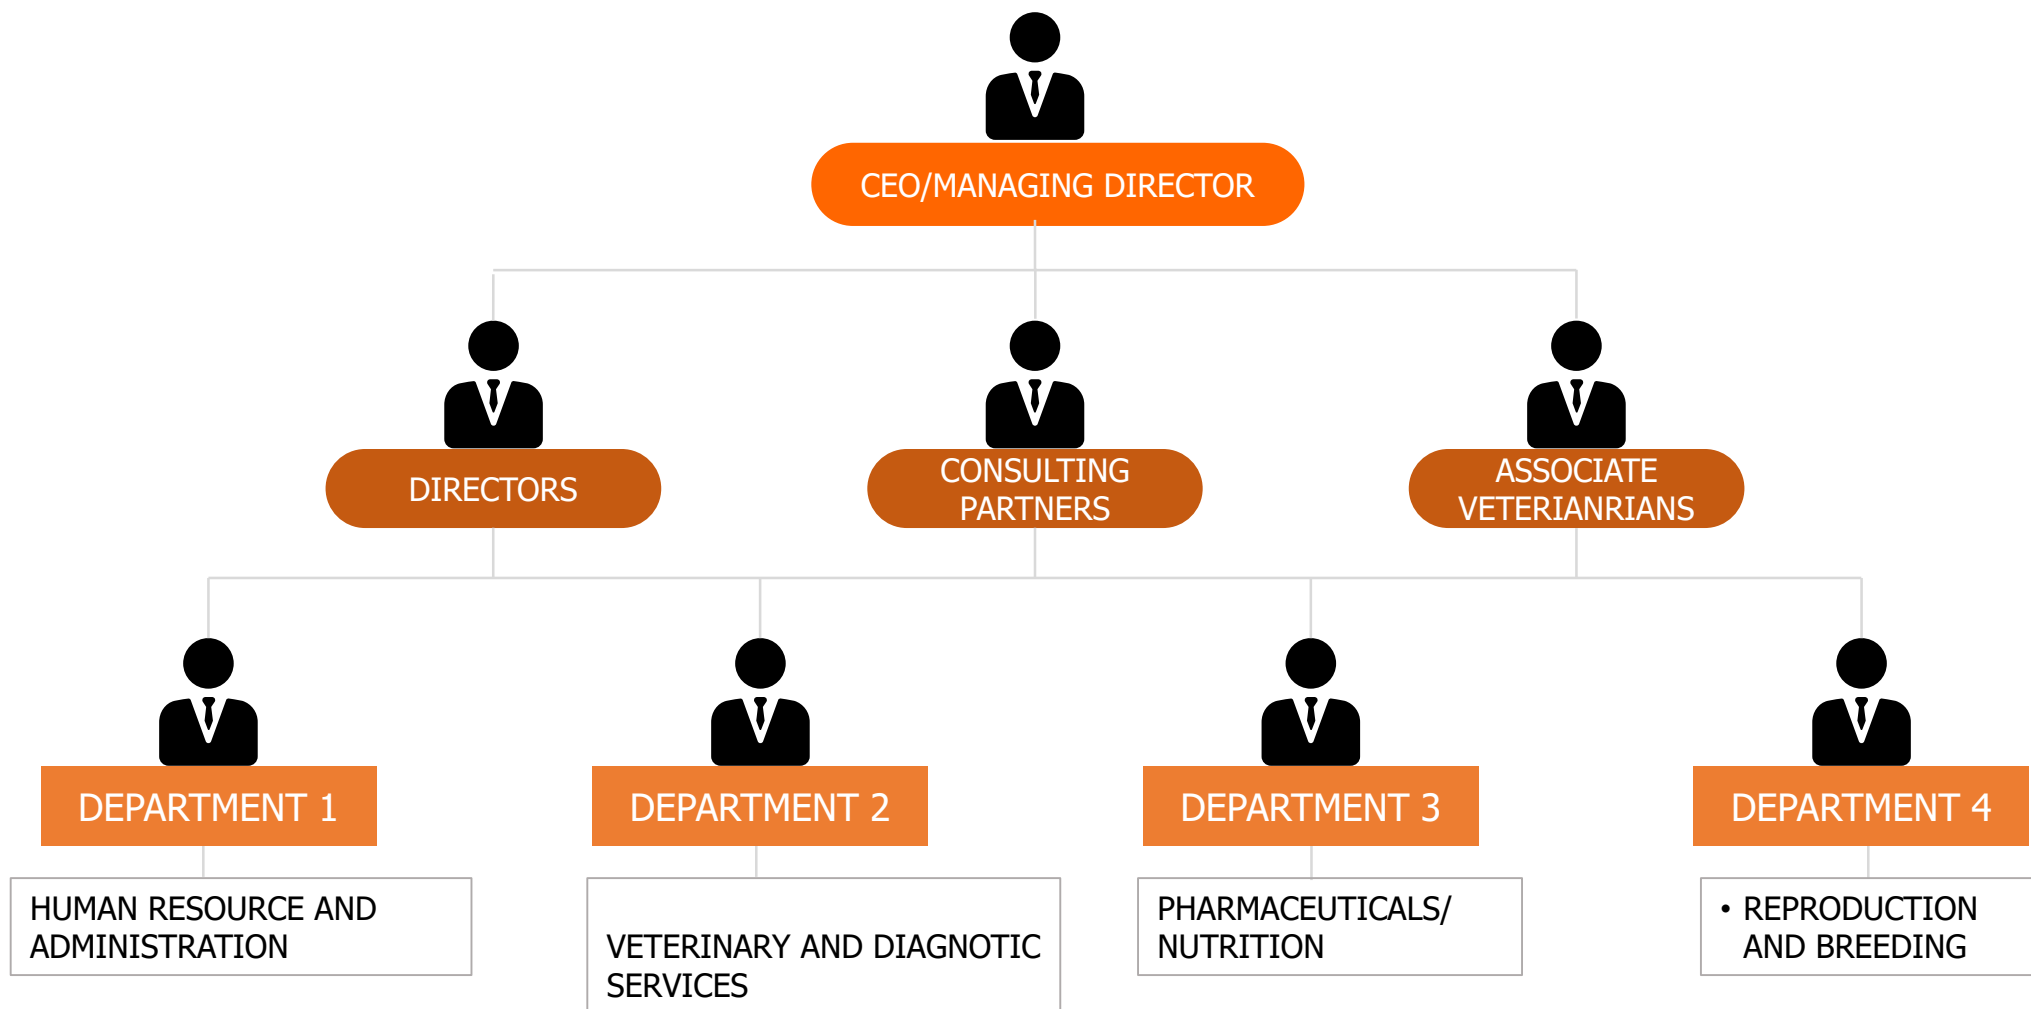 CEO/MANAGING DIRECTOR
DIRECTORS
CONSULTING
PARTNERS
ASSOCIATE
VETERIANRIANS
DEPARTMENT 1
DEPARTMENT 2
DEPARTMENT 3
DEPARTMENT 4
HUMAN RESOURCE AND
ADMINISTRATION
VETERINARY AND DIAGNOTIC
SERVICES
PHARMACEUTICALS/
NUTRITION
• REPRODUCTION
AND BREEDING